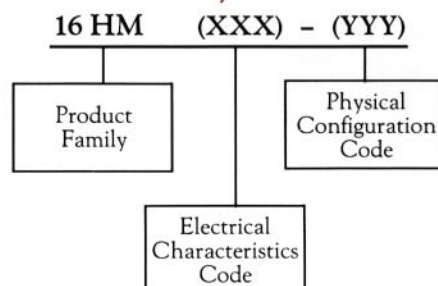 16 HM (XXX) – (YYY)
Product
Family
Physical
Configuration
Code
Electrical
Characteristics
Code